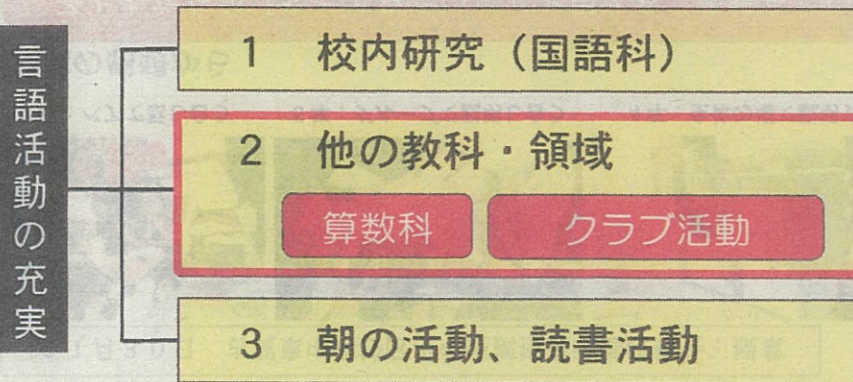 言語活動の充実
1 校内研究（国語科）
2 他の教科・領域
算数科 クラブ活動
3 朝の活動、読書活動